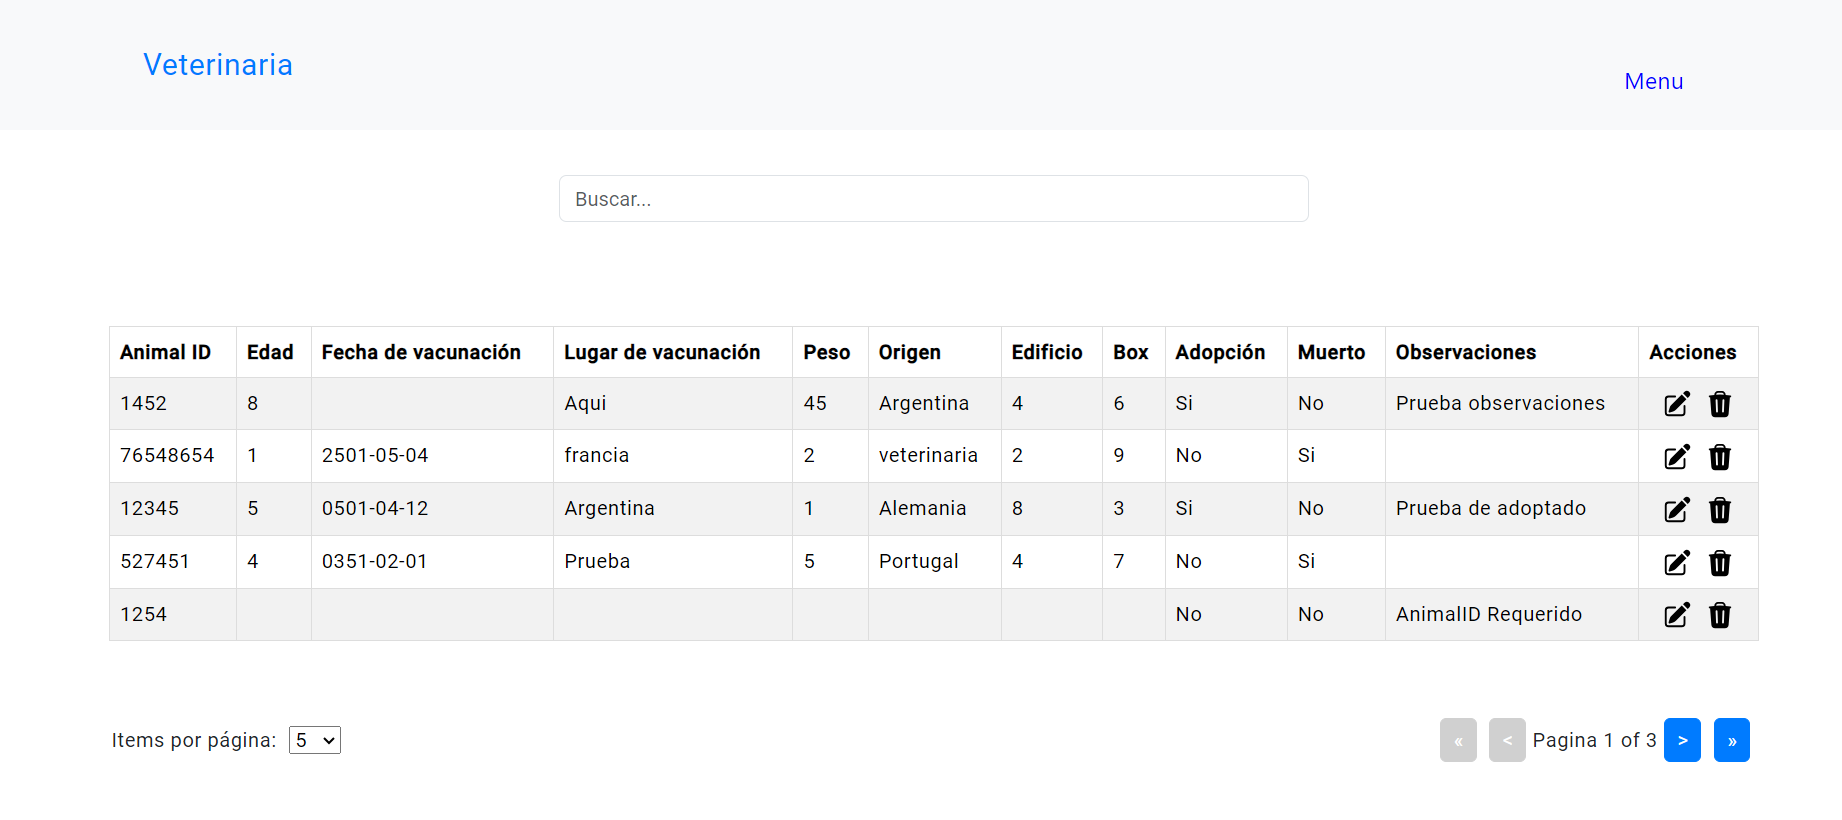 Veterinaria
Menu
Buscar...
Animal ID Edad Fecha de vacunación Lugar de vacunación Peso Origen Edificio Box Adopción Muerto Observaciones Acciones
1452 8 Aqui 45 Argentina 4 6 Si No Prueba observaciones
76548654 1 2501-05-04 francia 2 veterinaria 2 9 No Si
12345 5 0501-04-12 Argentina 1 Alemania 8 3 Si No Prueba de adoptado
527451 4 0351-02-01 Prueba 5 Portugal 4 7 No Si
1254 No No AnimalID Requerido
Items por página: 5 « < Pagina 1 of 3 > »